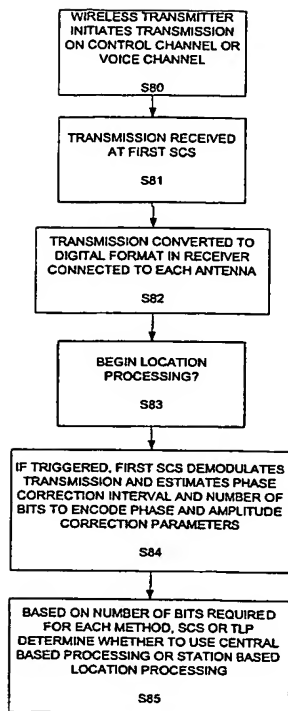 WIRELESS TRANSMITTER
INITIATES TRANSMISSION
ON CONTROL CHANNEL OR
VOICE CHANNEL
S80
TRANSMISSION RECEIVED
AT FIRST SCS
S81
TRANSMISSION CONVERTED TO
DIGITAL FORMAT IN RECEIVER
CONNECTED TO EACH ANTENNA
S82
BEGIN LOCATION
PROCESSING?
S83
IF TRIGGERED, FIRST SCS DEMODULATES
TRANSMISSION AND ESTIMATES PHASE
CORRECTION INTERVAL AND NUMBER OF
BITS TO ENCODE PHASE AND AMPLITUDE
CORRECTION PARAMETERS
S84
BASED ON NUMBER OF BITS REQUIRED
FOR EACH METHOD, SCS OR TLP
DETERMINE WHETHER TO USE CENTRAL
BASED PROCESSING OR STATION BASED
LOCATION PROCESSING
S85